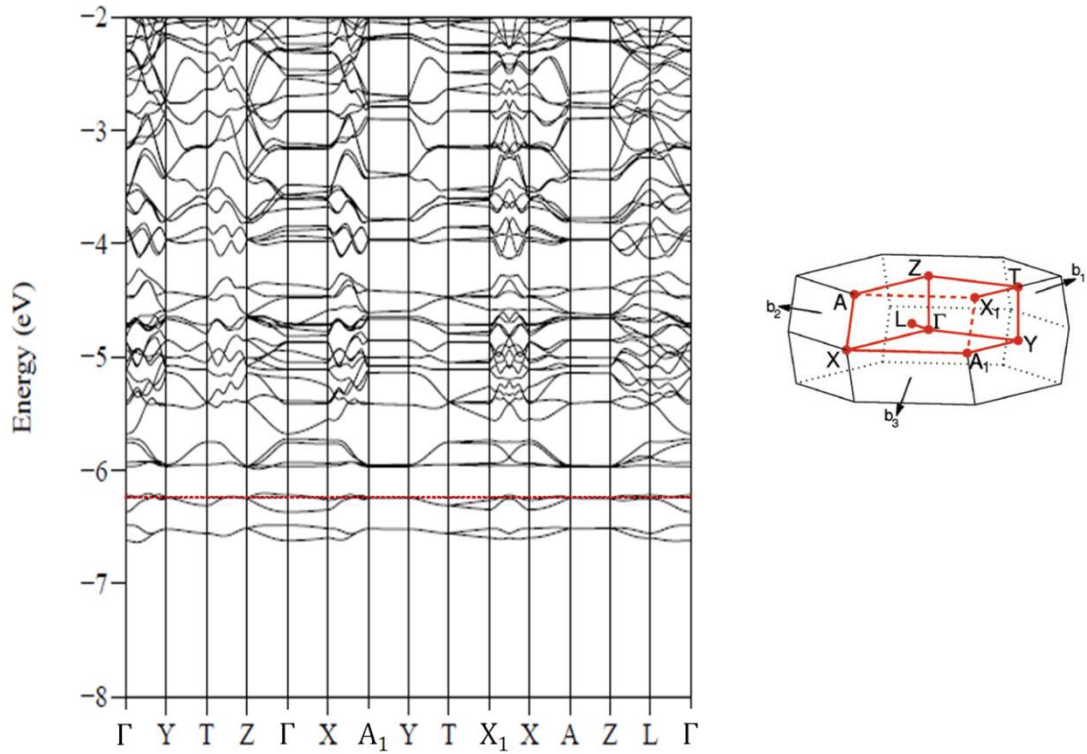 −2
−3
−4
−5
−6
−7
−8
Energy (eV)
Γ Y T Z Γ X A₁ Y T X₁ X A Z L Γ
Z
T
b₁
A
X₁
b₂
L
Γ
X
A₁
Y
b₃